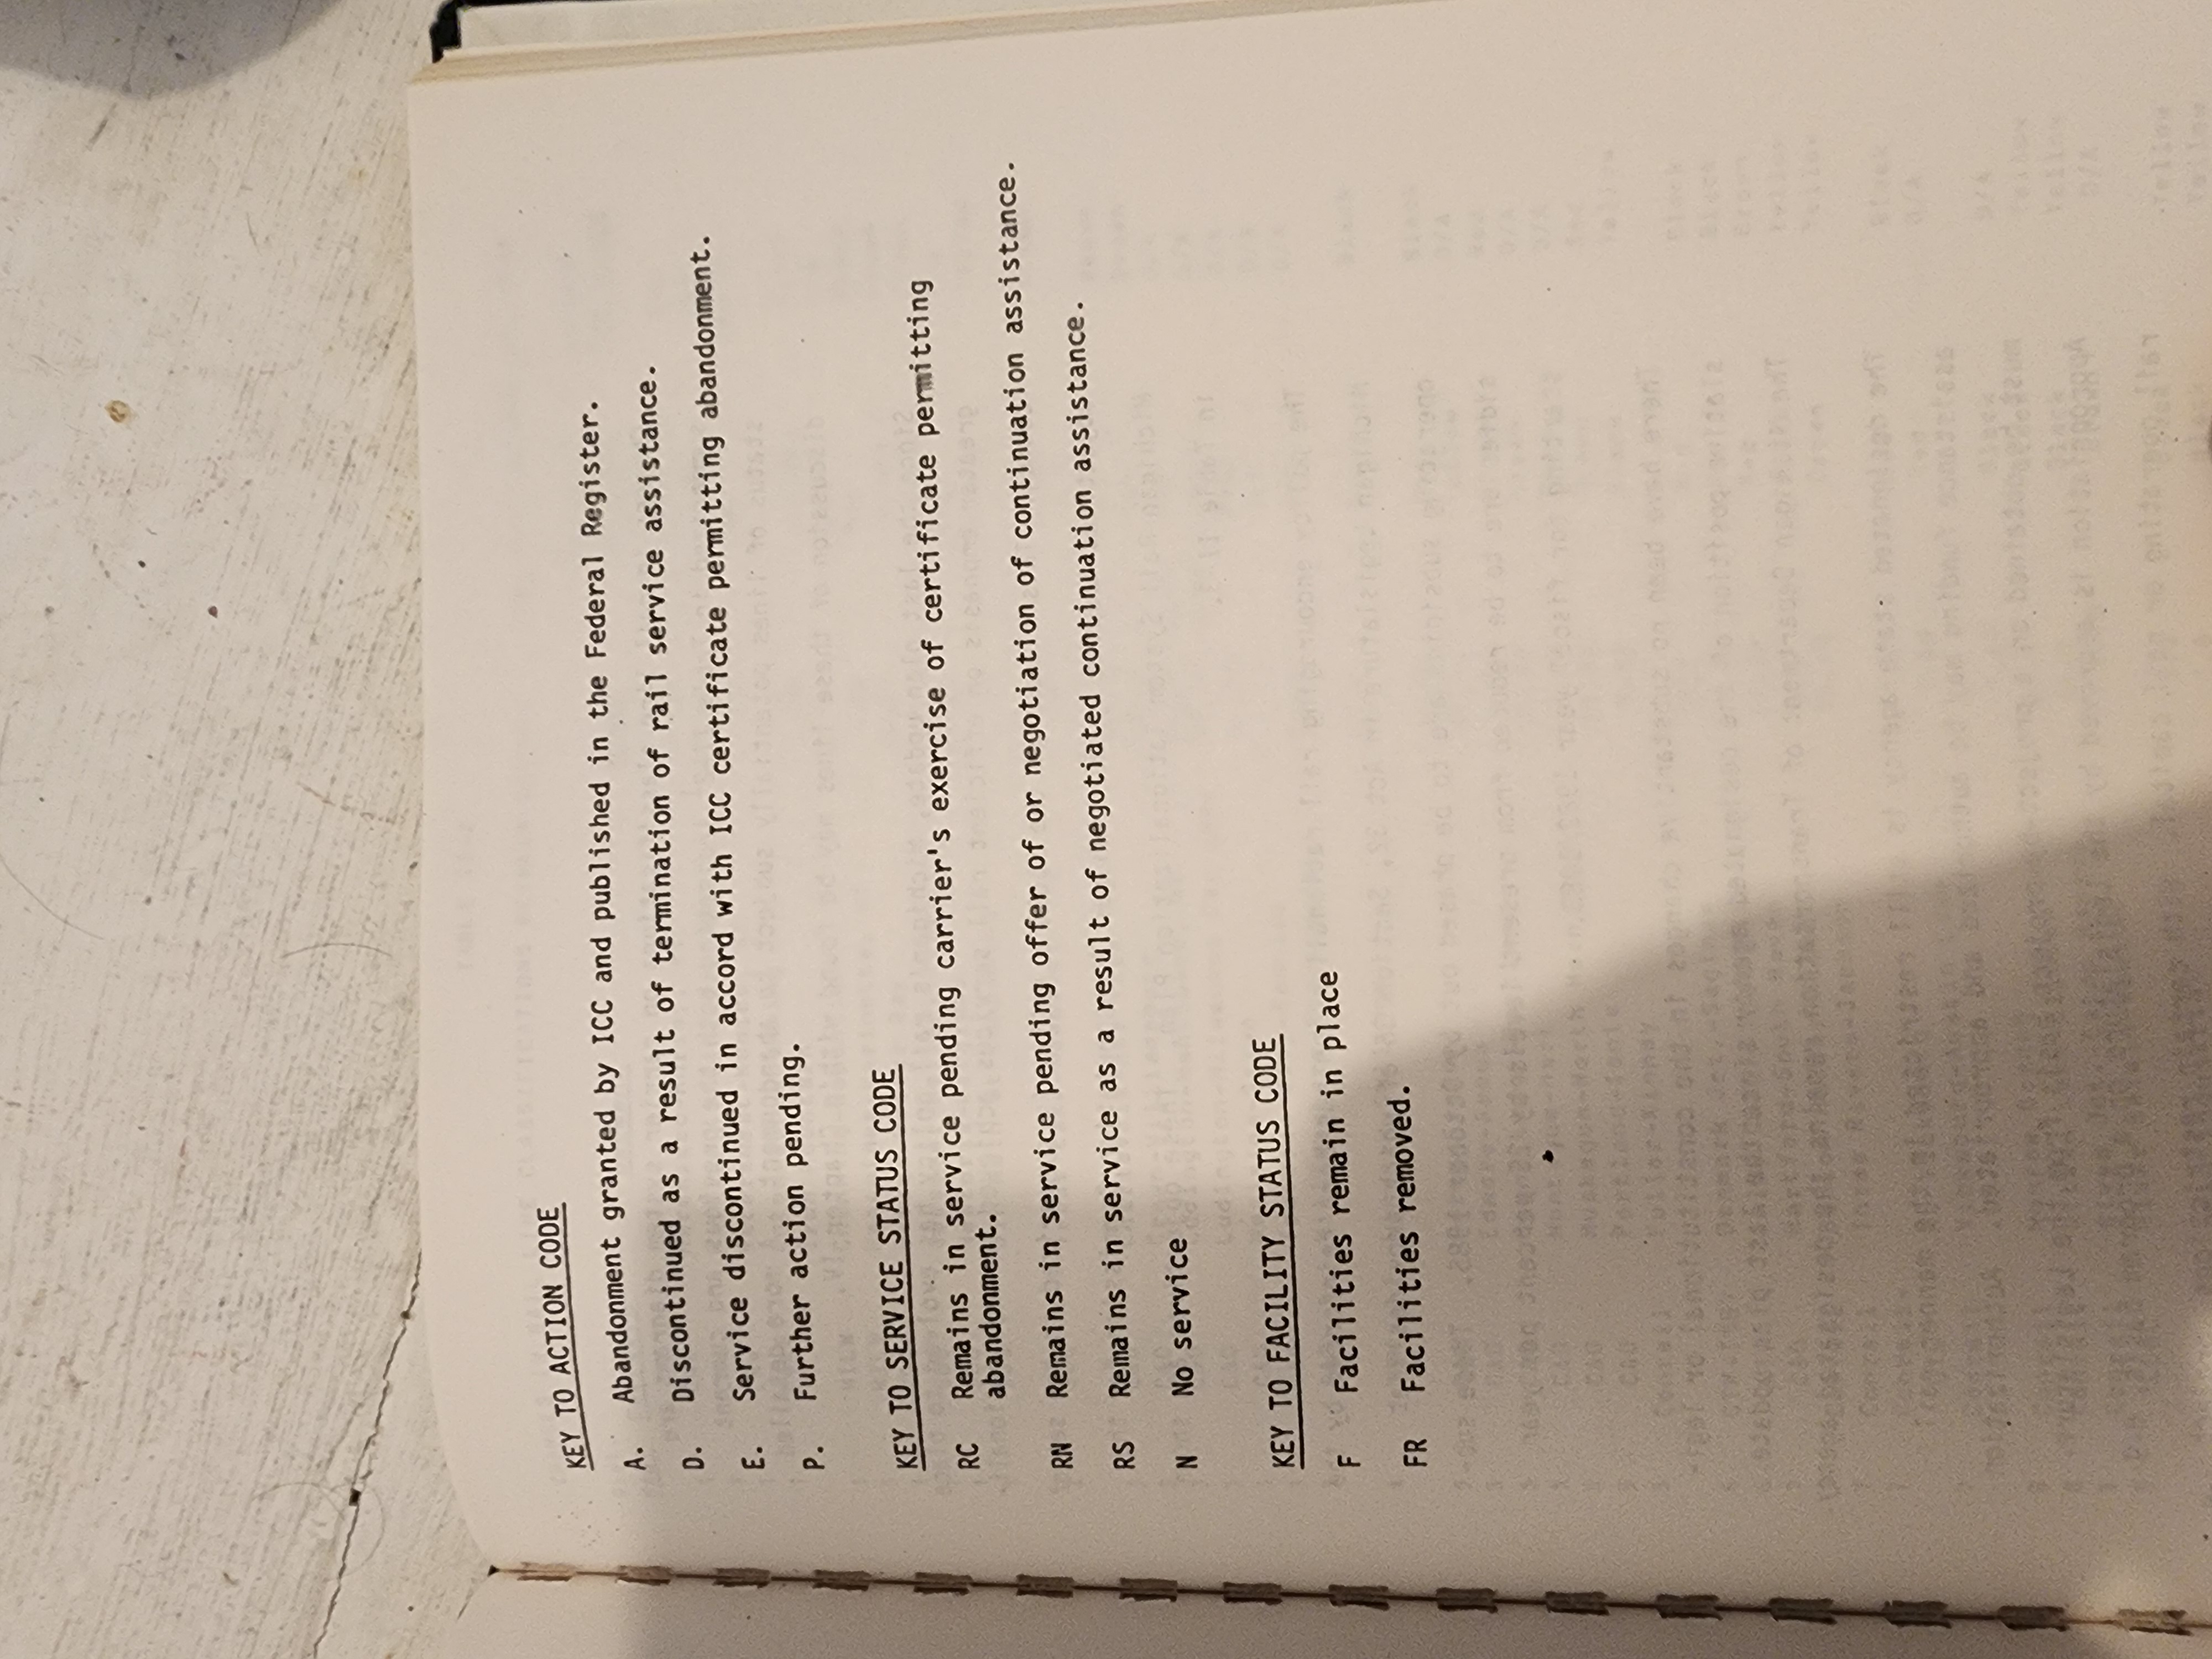 KEY TO ACTION CODE
A. Abandonment granted by ICC and published in the Federal Register.
D. Discontinued as a result of termination of rail service assistance.
E. Service discontinued in accord with ICC certificate permitting abandonment.
P. Further action pending.
KEY TO SERVICE STATUS CODE
RC Remains in service pending carrier's exercise of certificate permitting
abandonment.
RN Remains in service pending offer of or negotiation of continuation assistance.
RS Remains in service as a result of negotiated continuation assistance.
N No service
KEY TO FACILITY STATUS CODE
F Facilities remain in place
FR Facilities removed.